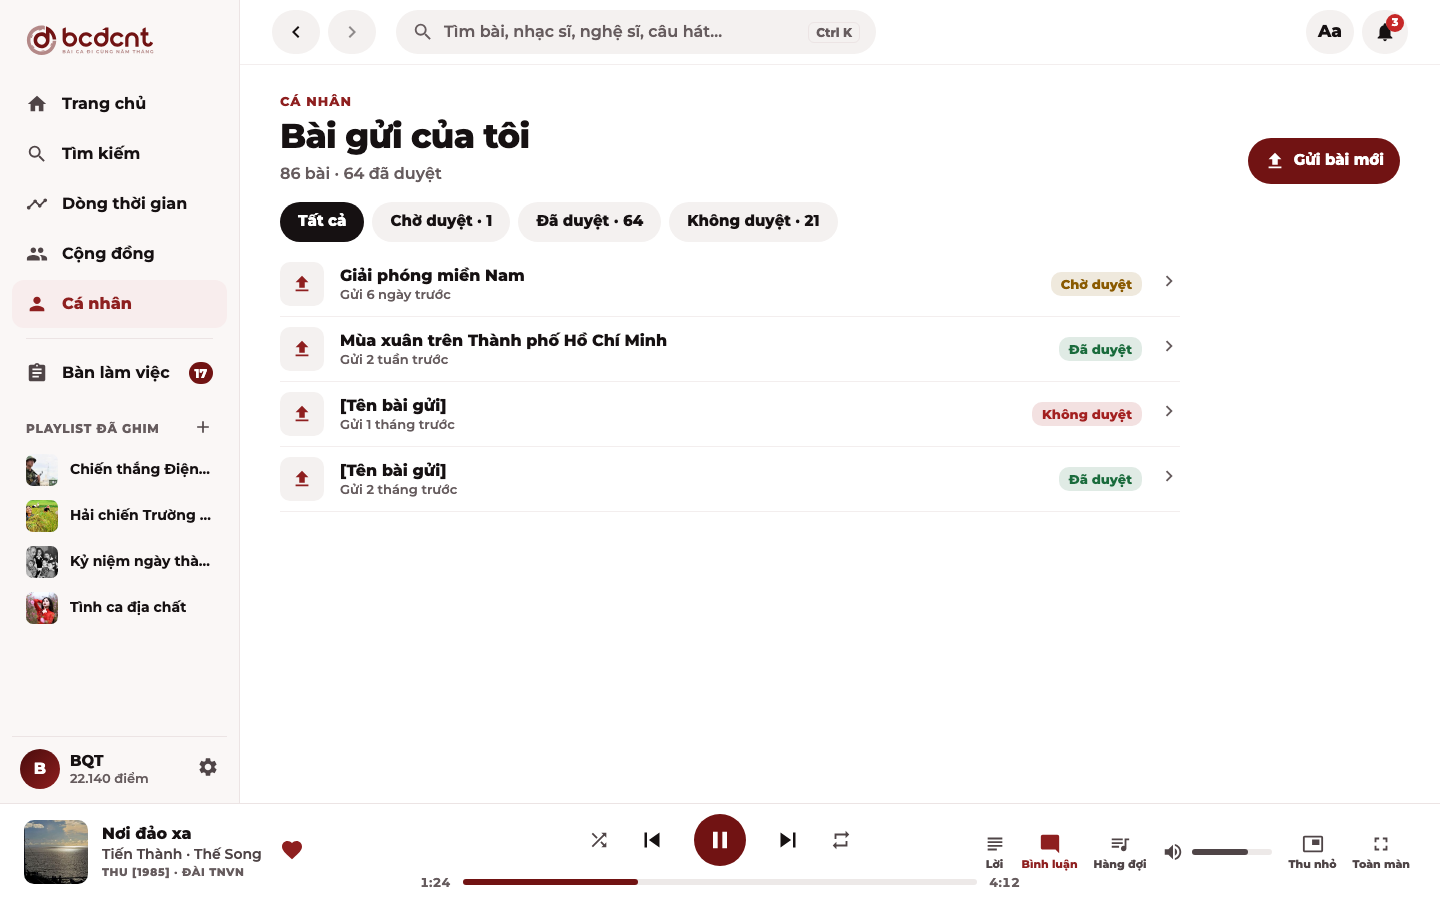 bcdcnt
BÀI CA ĐI CÙNG NĂM THÁNG
Trang chủ
Tìm kiếm
Dòng thời gian
Cộng đồng
Cá nhân
Bàn làm việc
17
PLAYLIST ĐÃ GHIM
Chiến thắng Điện...
Hải chiến Trường ...
Kỷ niệm ngày thà...
Tình ca địa chất
B
BQT
22.140 điểm
Tìm bài, nhạc sĩ, nghệ sĩ, câu hát...
Ctrl K
Aa
3
CÁ NHÂN
Bài gửi của tôi
86 bài · 64 đã duyệt
Gửi bài mới
Tất cả
Chờ duyệt · 1
Đã duyệt · 64
Không duyệt · 21
Giải phóng miền Nam
Gửi 6 ngày trước
Chờ duyệt
Mùa xuân trên Thành phố Hồ Chí Minh
Gửi 2 tuần trước
Đã duyệt
[Tên bài gửi]
Gửi 1 tháng trước
Không duyệt
[Tên bài gửi]
Gửi 2 tháng trước
Đã duyệt
Nơi đảo xa
Tiến Thành · Thế Song
THU [1985] · ĐÀI TNVN
1:24
4:12
Lời
Bình luận
Hàng đợi
Thu nhỏ
Toàn màn